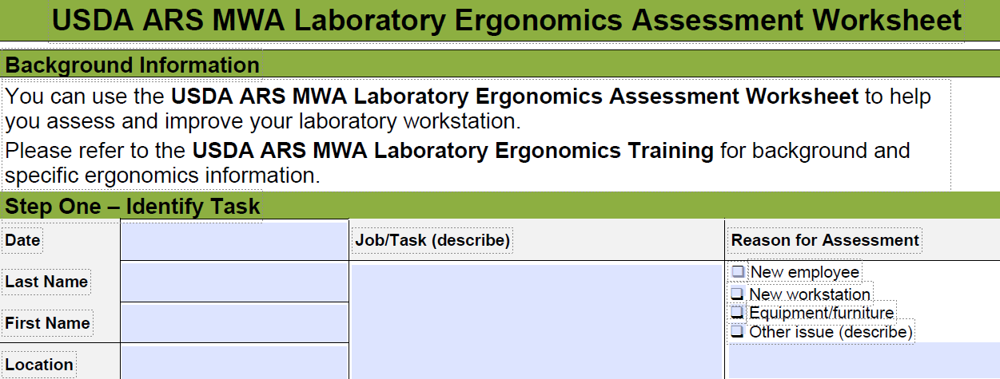 USDA ARS MWA Laboratory Ergonomics Assessment Worksheet
Background Information
You can use the USDA ARS MWA Laboratory Ergonomics Assessment Worksheet to help
you assess and improve your laboratory workstation.
Please refer to the USDA ARS MWA Laboratory Ergonomics Training for background and
specific ergonomics information.
Step One – Identify Task
Date
Last Name
First Name
Location
Job/Task (describe)
Reason for Assessment
❑ New employee
❑ New workstation
❑ Equipment/furniture
❑ Other issue (describe)